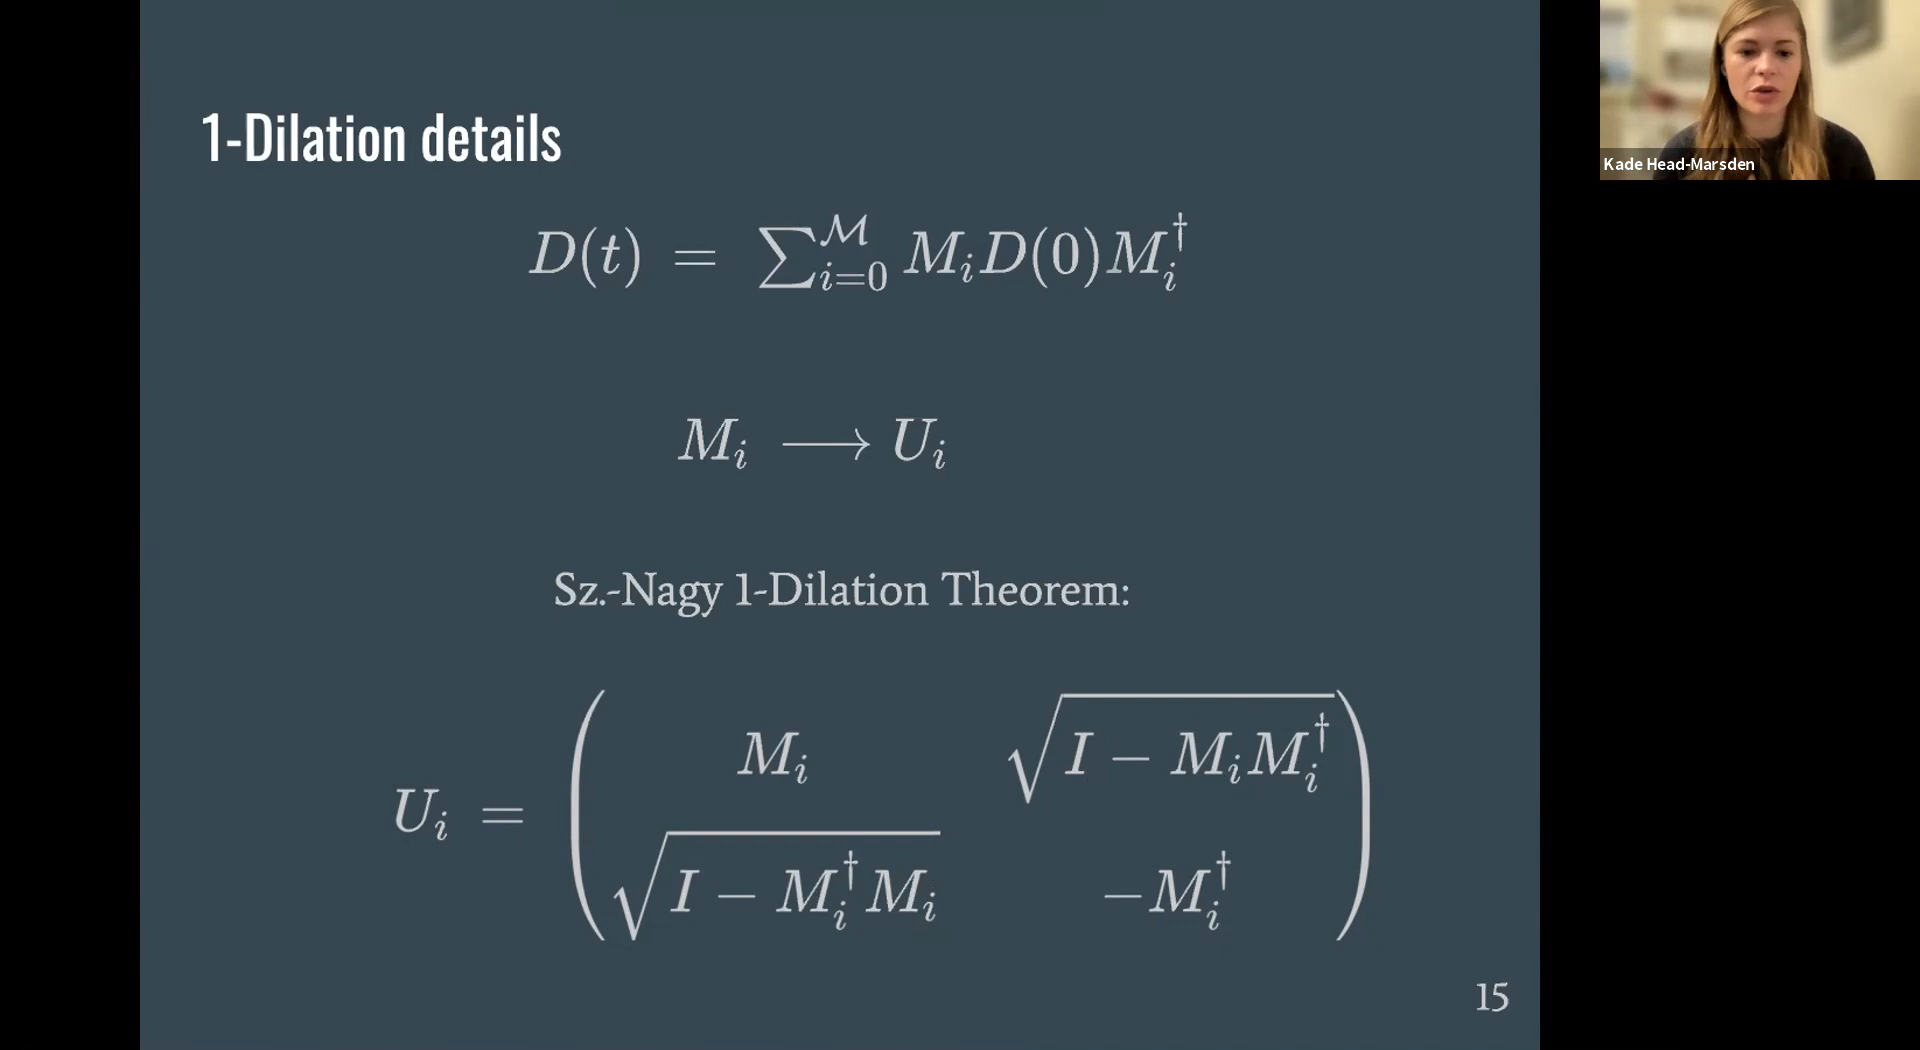 1-Dilation details
D(t) = ∑_{i=0}^{ℳ} M_i D(0) M_i^†
M_i ⟶ U_i
Sz.-Nagy 1-Dilation Theorem:
U_i = ( M_i √(I − M_i M_i^†)
√(I − M_i^† M_i) −M_i^† )
15
Kade Head-Marsden